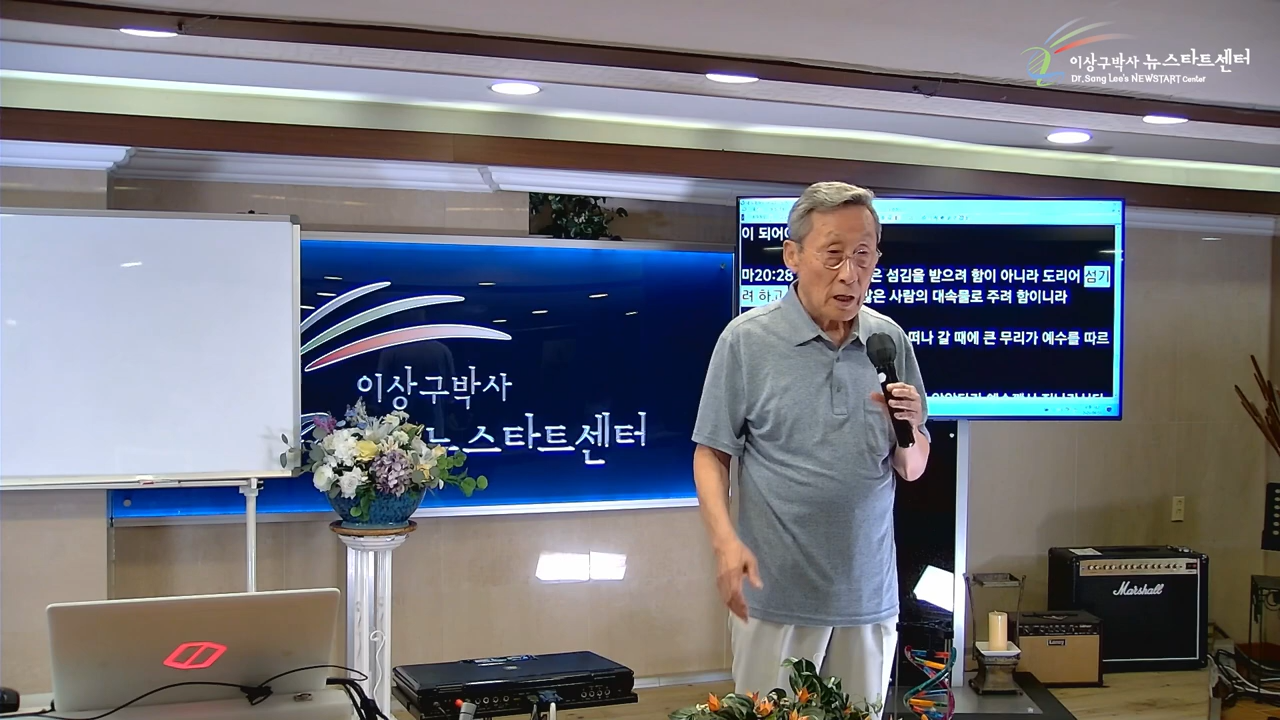 이상구박사 뉴스타트센터
Dr. Sang Lee's NEWSTART Center
이 되어
마20:28 은 섬김을 받으려 함이 아니라 도리어 섬기
려 하고 많은 사람의 대속물로 주려 함이니라
떠나 갈 때에 큰 무리가 예수를 따르
이상구박사
뉴스타트센터
Marshall
Laney